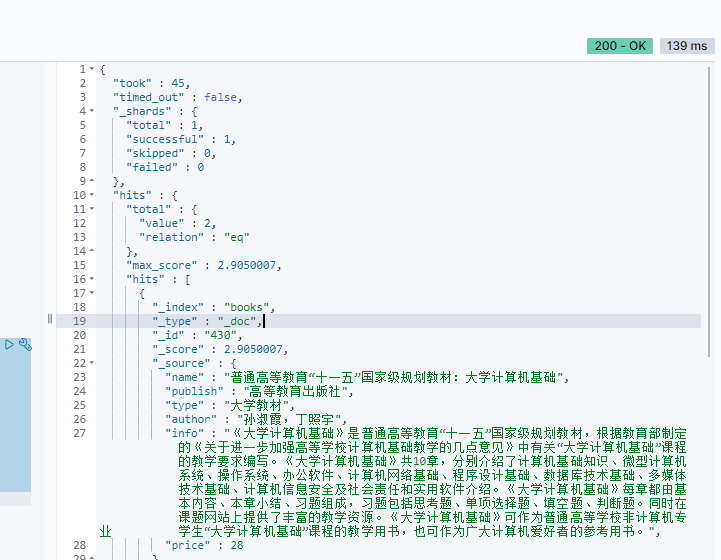 200 - OK 139 ms
1 {
2 "took" : 45,
3 "timed_out" : false,
4 "_shards" : {
5 "total" : 1,
6 "successful" : 1,
7 "skipped" : 0,
8 "failed" : 0
9 },
10 "hits" : {
11 "total" : {
12 "value" : 2,
13 "relation" : "eq"
14 },
15 "max_score" : 2.9050007,
16 "hits" : [
17 {
18 "_index" : "books",
19 "_type" : "_doc",
20 "_id" : "430",
21 "_score" : 2.9050007,
22 "_source" : {
23 "name" : "普通高等教育“十一五”国家级规划教材：大学计算机基础",
24 "publish" : "高等教育出版社",
25 "type" : "大学教材",
26 "author" : "孙淑霞，丁照宇",
27 "info" : "《大学计算机基础》是普通高等教育“十一五”国家级规划教材，根据教育部制定
的《关于进一步加强高等学校计算机基础教学的几点意见》中有关“大学计算机基础”课程
的教学要求编写。《大学计算机基础》共10章，分别介绍了计算机基础知识、微型计算机
系统、操作系统、办公软件、计算机网络基础、程序设计基础、数据库技术基础、多媒体
技术基础、计算机信息安全及社会责任和实用软件介绍。《大学计算机基础》每章都由基
本内容、本章小结、习题组成，习题包括思考题、单项选择题、填空题、判断题。同时在
课题网站上提供了丰富的教学资源。《大学计算机基础》可作为普通高等学校非计算机专
业 学生“大学计算机基础”课程的教学用书，也可作为广大计算机爱好者的参考用书。",
28 "price" : 28
29 }